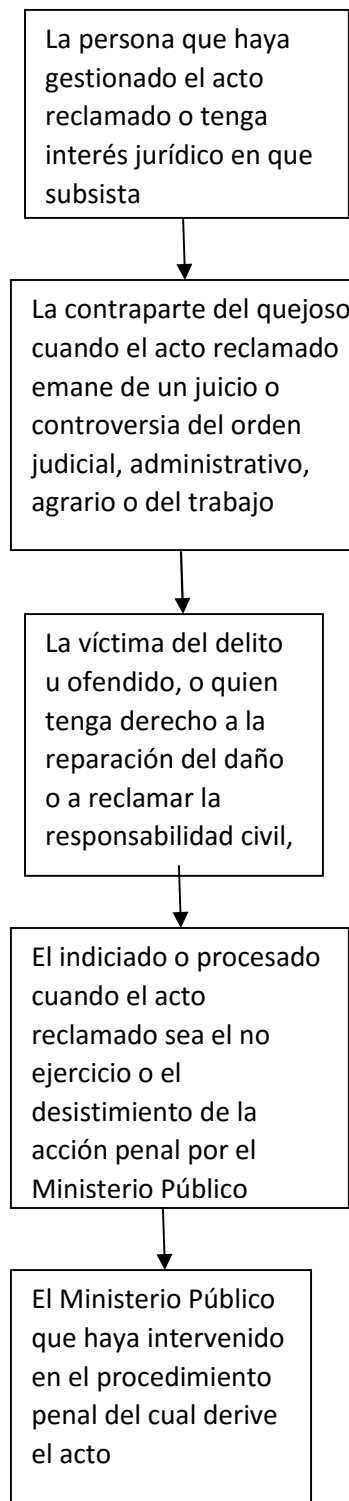 La persona que haya
gestionado el acto
reclamado o tenga
interés jurídico en que
subsista
La contraparte del quejoso
cuando el acto reclamado
emane de un juicio o
controversia del orden
judicial, administrativo,
agrario o del trabajo
La víctima del delito
u ofendido, o quien
tenga derecho a la
reparación del daño
o a reclamar la
responsabilidad civil,
El indiciado o procesado
cuando el acto
reclamado sea el no
ejercicio o el
desistimiento de la
acción penal por el
Ministerio Público
El Ministerio Público
que haya intervenido
en el procedimiento
penal del cual derive
el acto